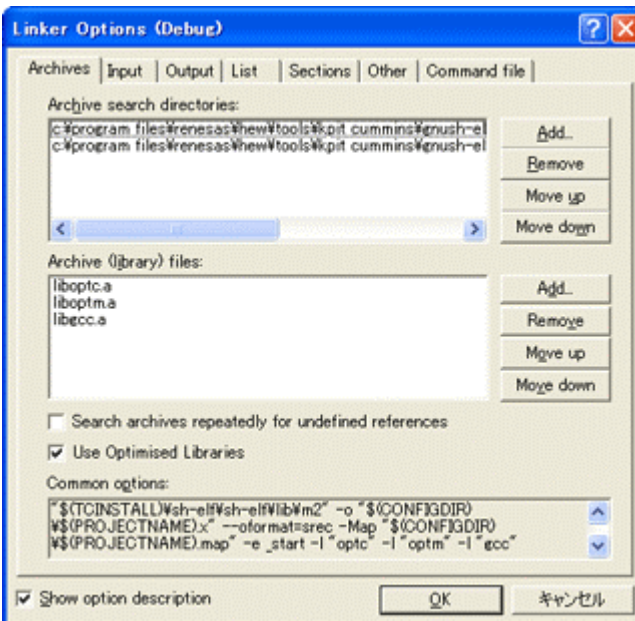 Linker Options (Debug)
Archives Input Output List Sections Other Command file
Archive search directories:
c:¥program files¥renesas¥hew¥tools¥kpit cummins¥gnush-el
c:¥program files¥renesas¥hew¥tools¥kpit cummins¥gnush-el
Add...
Remove
Move up
Move down
Archive (library) files:
liboptc.a
liboptm.a
libgcc.a
Add...
Remove
Move up
Move down
Search archives repeatedly for undefined references
Use Optimised Libraries
Common options:
"$(TCINSTALL)¥sh-elf¥sh-elf¥lib¥m2" -o "$(CONFIGDIR)
¥$(PROJECTNAME).x" --oformat=srec -Map "$(CONFIGDIR)
¥$(PROJECTNAME).map" -e _start -l "optc" -l "optm" -l "gcc"
Show option description
OK
キャンセル